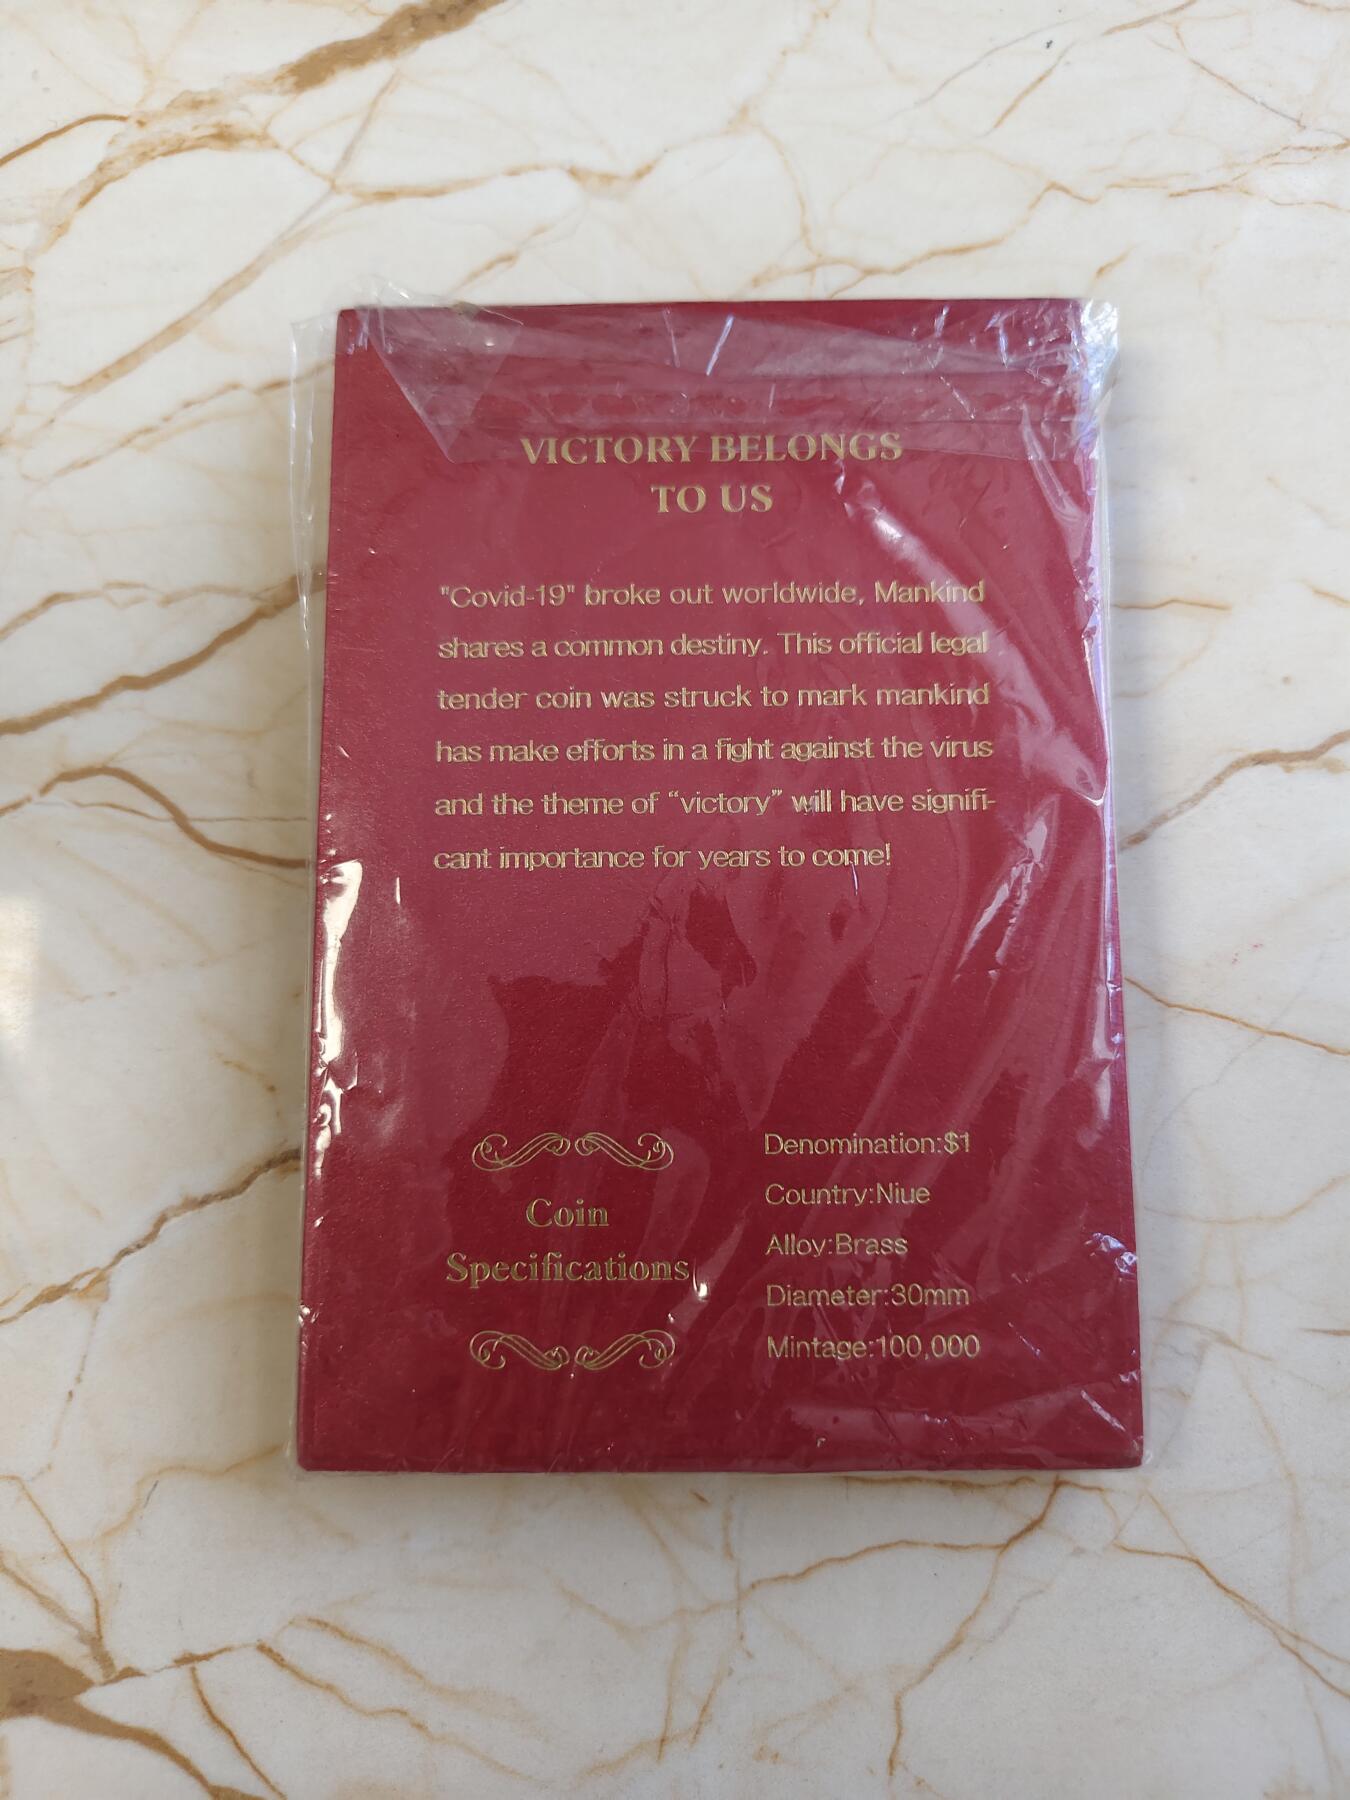 VICTORY BELONGS
TO US
"Covid-19" broke out worldwide, Mankind
shares a common destiny. This official legal
tender coin was struck to mark mankind
has make efforts in a fight against the virus
and the theme of “victory” will have signifi-
cant importance for years to come!
Coin
Specifications
Denomination:$1
Country:Niue
Alloy:Brass
Diameter:30mm
Mintage:100,000